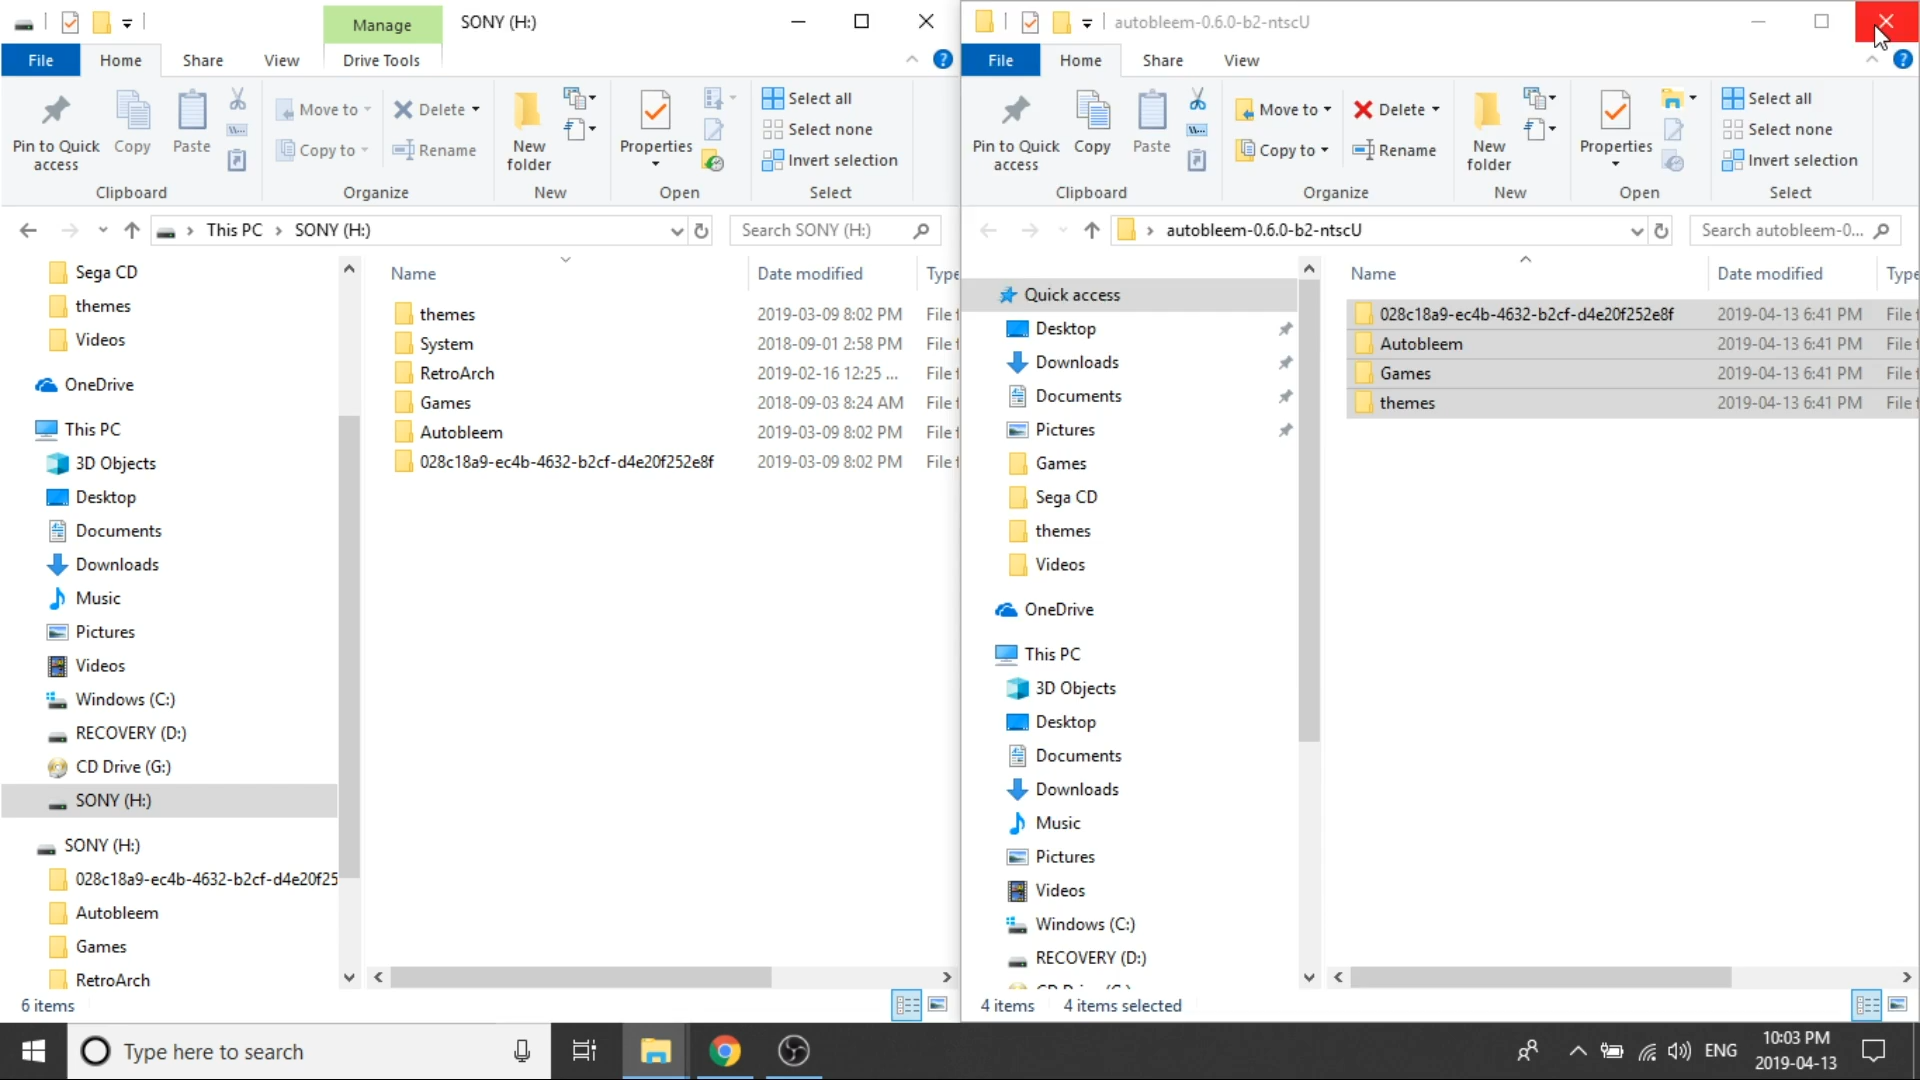 Manage
SONY (H:)
File
Home
Share
View
Drive Tools
Pin to Quick access
Copy
Paste
Move to
Copy to
Delete
Rename
New folder
Properties
Select all
Select none
Invert selection
Clipboard
Organize
New
Open
Select
This PC › SONY (H:)
Search SONY (H:)
Sega CD
themes
Videos
OneDrive
This PC
3D Objects
Desktop
Documents
Downloads
Music
Pictures
Videos
Windows (C:)
RECOVERY (D:)
CD Drive (G:)
SONY (H:)
SONY (H:)
028c18a9-ec4b-4632-b2cf-d4e20f25
Autobleem
Games
RetroArch
Name Date modified Type
themes 2019-03-09 8:02 PM File f
System 2018-09-01 2:58 PM File f
RetroArch 2019-02-16 12:25 ... File f
Games 2018-09-03 8:24 AM File f
Autobleem 2019-03-09 8:02 PM File f
028c18a9-ec4b-4632-b2cf-d4e20f252e8f 2019-03-09 8:02 PM File f
6 items
autobleem-0.6.0-b2-ntscU
File
Home
Share
View
Pin to Quick access
Copy
Paste
Move to
Copy to
Delete
Rename
New folder
Properties
Select all
Select none
Invert selection
Clipboard
Organize
New
Open
Select
› autobleem-0.6.0-b2-ntscU
Search autobleem-0...
Quick access
Desktop
Downloads
Documents
Pictures
Games
Sega CD
themes
Videos
OneDrive
This PC
3D Objects
Desktop
Documents
Downloads
Music
Pictures
Videos
Windows (C:)
RECOVERY (D:)
Name Date modified Type
028c18a9-ec4b-4632-b2cf-d4e20f252e8f 2019-04-13 6:41 PM File f
Autobleem 2019-04-13 6:41 PM File f
Games 2019-04-13 6:41 PM File f
themes 2019-04-13 6:41 PM File f
4 items 4 items selected
Type here to search
ENG
10:03 PM
2019-04-13